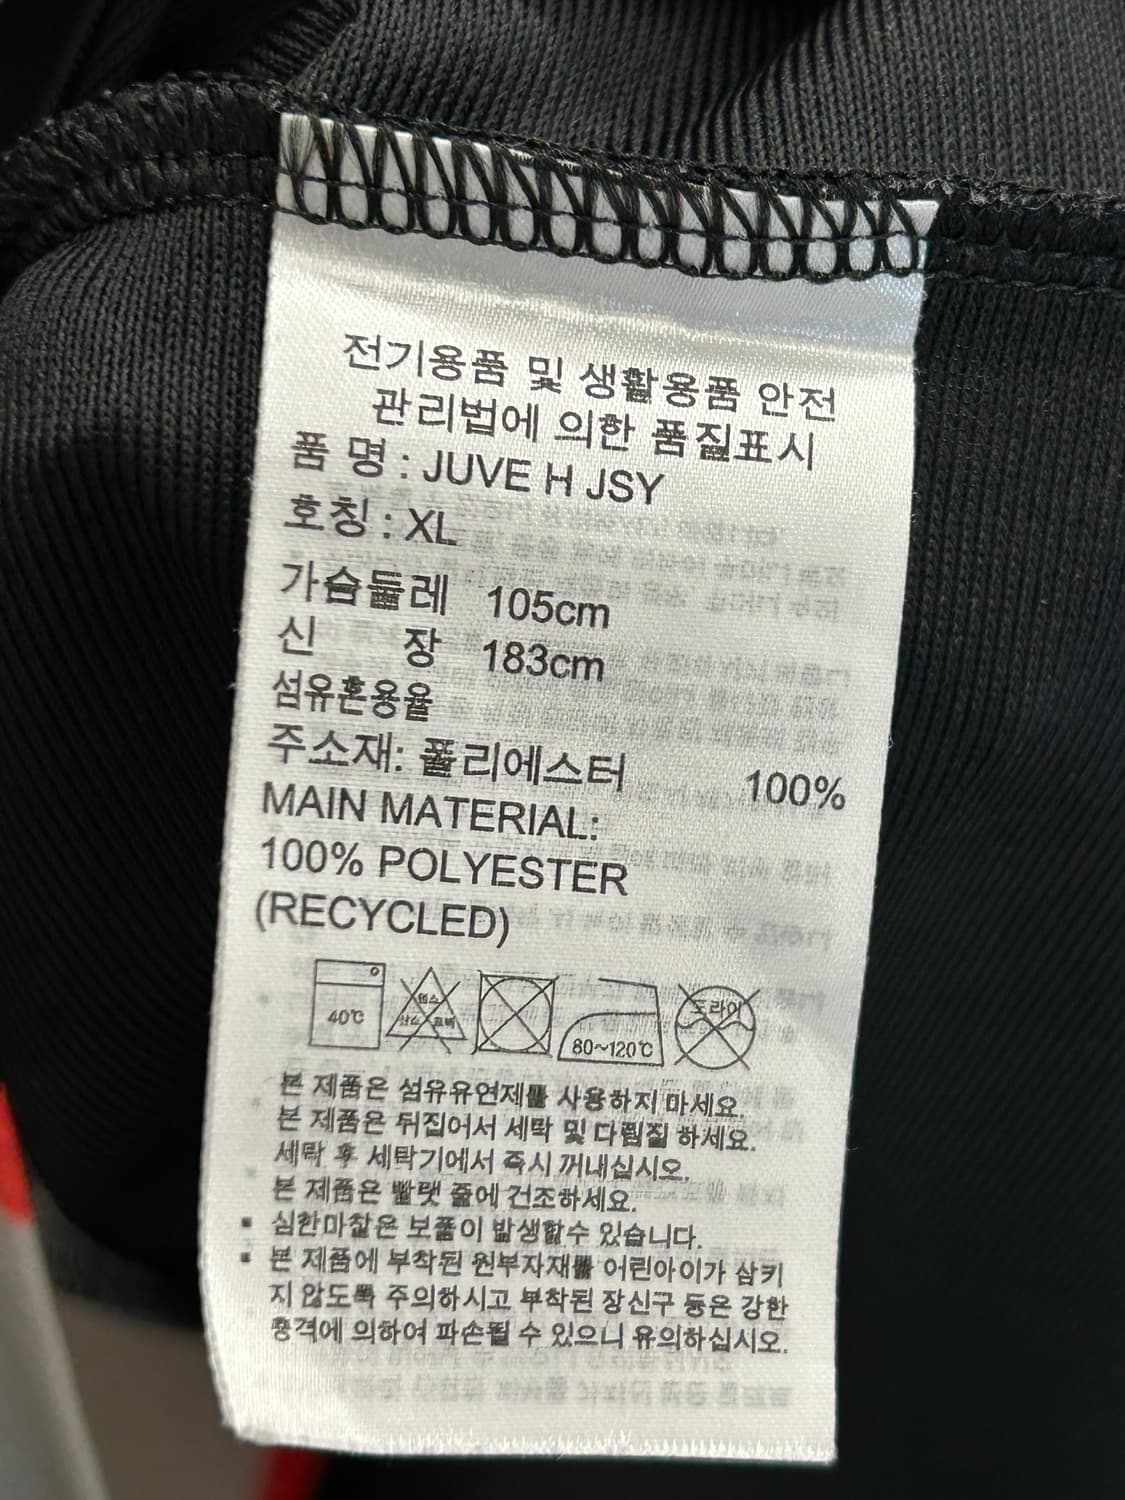 전기용품 및 생활용품 안전
관리법에 의한 품질표시
품 명 : JUVE H JSY
호칭 : XL
가슴둘레 105cm
신 장 183cm
섬유혼용율
주소재: 폴리에스터 100%
MAIN MATERIAL:
100% POLYESTER
(RECYCLED)
40℃ 염소 산소 표백 80~120℃ 드라이
본 제품은 섬유유연제를 사용하지 마세요.
본 제품은 뒤집어서 세탁 및 다림질 하세요.
세탁 후 세탁기에서 즉시 꺼내십시오.
본 제품은 빨랫 줄에 건조하세요.
▪ 심한마찰은 보풀이 발생할수 있습니다.
▪ 본 제품에 부착된 원부자재를 어린아이가 삼키
지 않도록 주의하시고 부착된 장신구 등은 강한
충격에 의하여 파손될 수 있으니 유의하십시오.